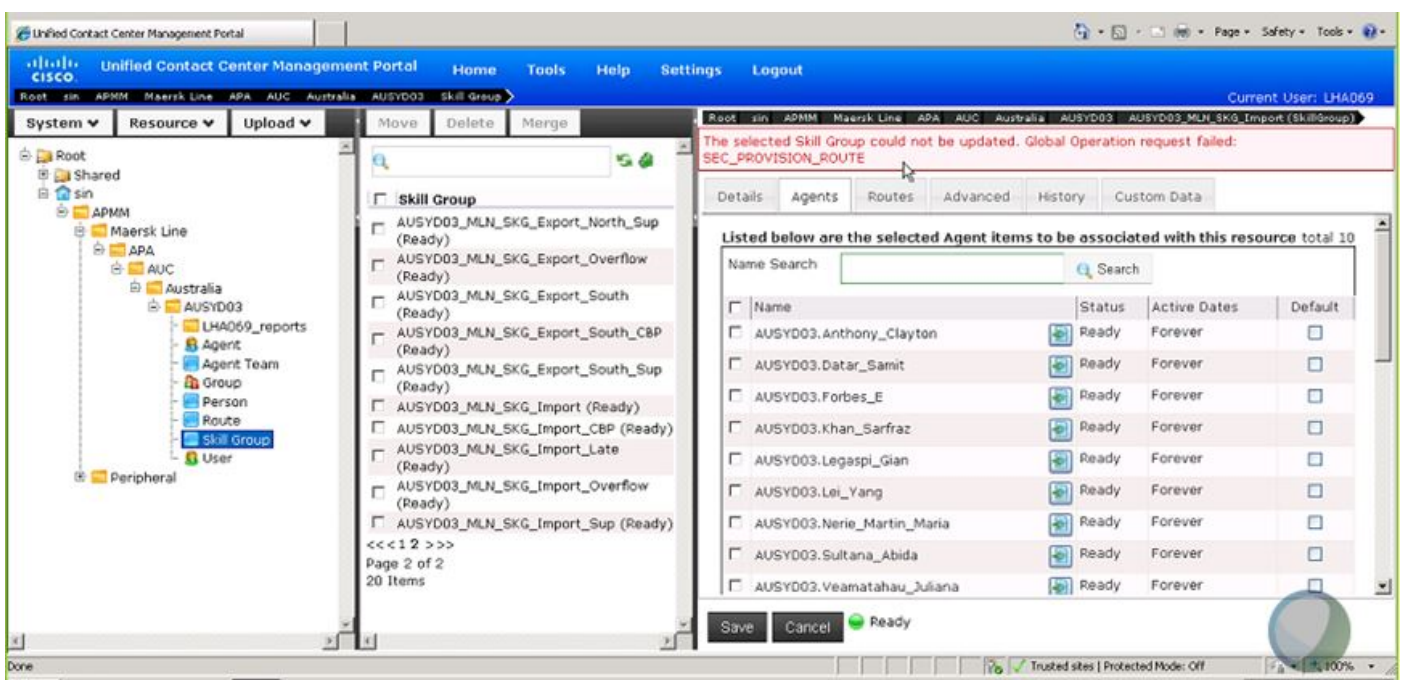 Unified Contact Center Management Portal
Page Safety Tools
CISCO Unified Contact Center Management Portal Home Tools Help Settings Logout
Root sin APMM Maersk Line APA AUC Australia AUSYD03 Skill Group
Current User: LHA069
System Resource Upload
Move Delete Merge
Root sin APMM Maersk Line APA AUC Australia AUSYD03 AUSYD03_MLN_SKG_Import (SkillGroup)
The selected Skill Group could not be updated. Global Operation request failed:
SEC_PROVISION_ROUTE
Root
Shared
sin
APMM
Maersk Line
APA
AUC
Australia
AUSYD03
LHA069_reports
Agent
Agent Team
Group
Person
Route
Skill Group
User
Peripheral
Skill Group
AUSYD03_MLN_SKG_Export_North_Sup
(Ready)
AUSYD03_MLN_SKG_Export_Overflow
(Ready)
AUSYD03_MLN_SKG_Export_South
(Ready)
AUSYD03_MLN_SKG_Export_South_CBP
(Ready)
AUSYD03_MLN_SKG_Export_South_Sup
(Ready)
AUSYD03_MLN_SKG_Import (Ready)
AUSYD03_MLN_SKG_Import_CBP (Ready)
AUSYD03_MLN_SKG_Import_Late
(Ready)
AUSYD03_MLN_SKG_Import_Overflow
(Ready)
AUSYD03_MLN_SKG_Import_Sup (Ready)
<<<1 2 >>>
Page 2 of 2
20 Items
Details Agents Routes Advanced History Custom Data
Listed below are the selected Agent items to be associated with this resource total 10
Name Search Search
Name Status Active Dates Default
AUSYD03.Anthony_Clayton Ready Forever
AUSYD03.Datar_Samit Ready Forever
AUSYD03.Forbes_E Ready Forever
AUSYD03.Khan_Sarfraz Ready Forever
AUSYD03.Legaspi_Gian Ready Forever
AUSYD03.Lei_Yang Ready Forever
AUSYD03.Nerie_Martin_Maria Ready Forever
AUSYD03.Sultana_Abida Ready Forever
AUSYD03.Veamatahau_Juliana Ready Forever
Save Cancel Ready
Done
Trusted sites | Protected Mode: Off
100%